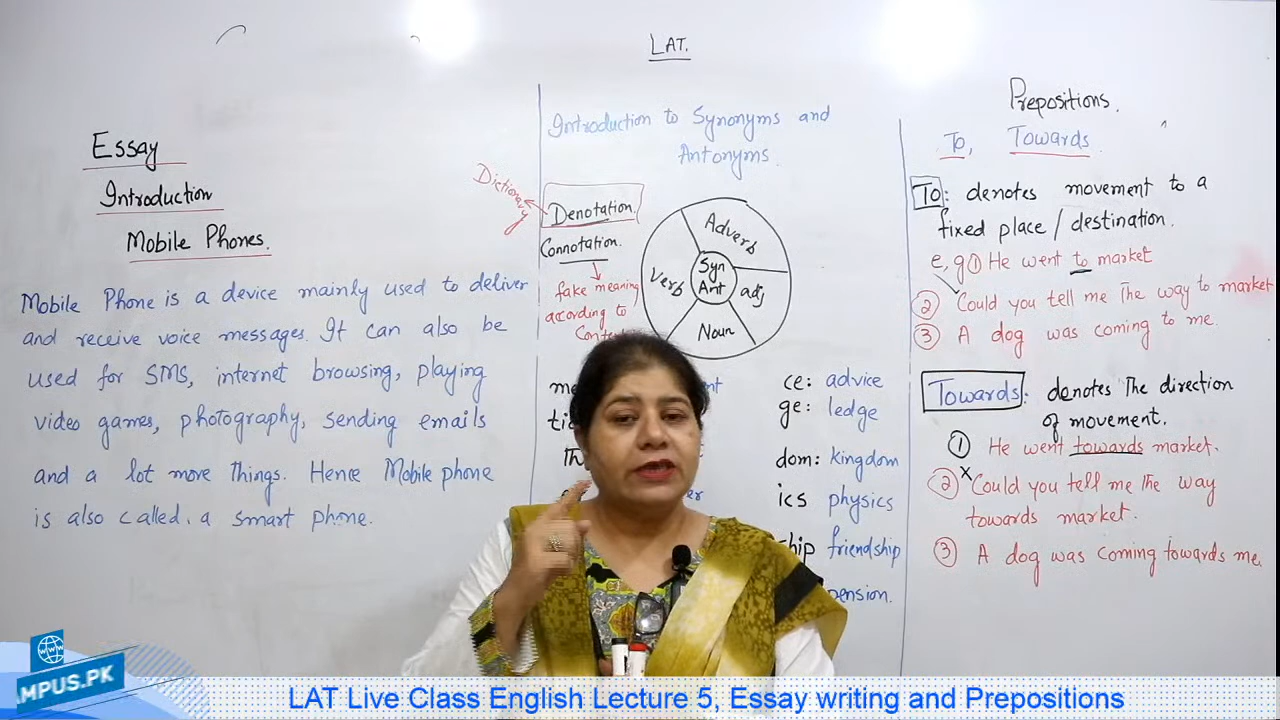 LAT.
Essay
Introduction
Mobile Phones.
Mobile Phone is a device mainly used to deliver
and receive voice messages. It can also be
used for SMS, internet browsing, playing
video games, photography, sending emails
and a lot more things. Hence Mobile phone
is also called. a smart phone.
Introduction to Synonyms and
Antonyms.
Dictionary
Denotation
Connotation.
fake meaning
acording to
Adverb
Verb
Syn
Ant
adj
Noun
ce: advice
ge: ledge
dom: kingdom
ics physics
friendship
pension.
Prepositions.
To, Towards
To: denotes movement to a
fixed place / destination.
e,g ① He went to market
② Could you tell me The way to market
③ A dog was coming to me.
Towards: denotes The direction
of movement.
① He went towards market.
② x Could you tell me The way
towards market.
③ A dog was coming towards me.
MPUS.PK
LAT Live Class English Lecture 5, Essay writing and Prepositions